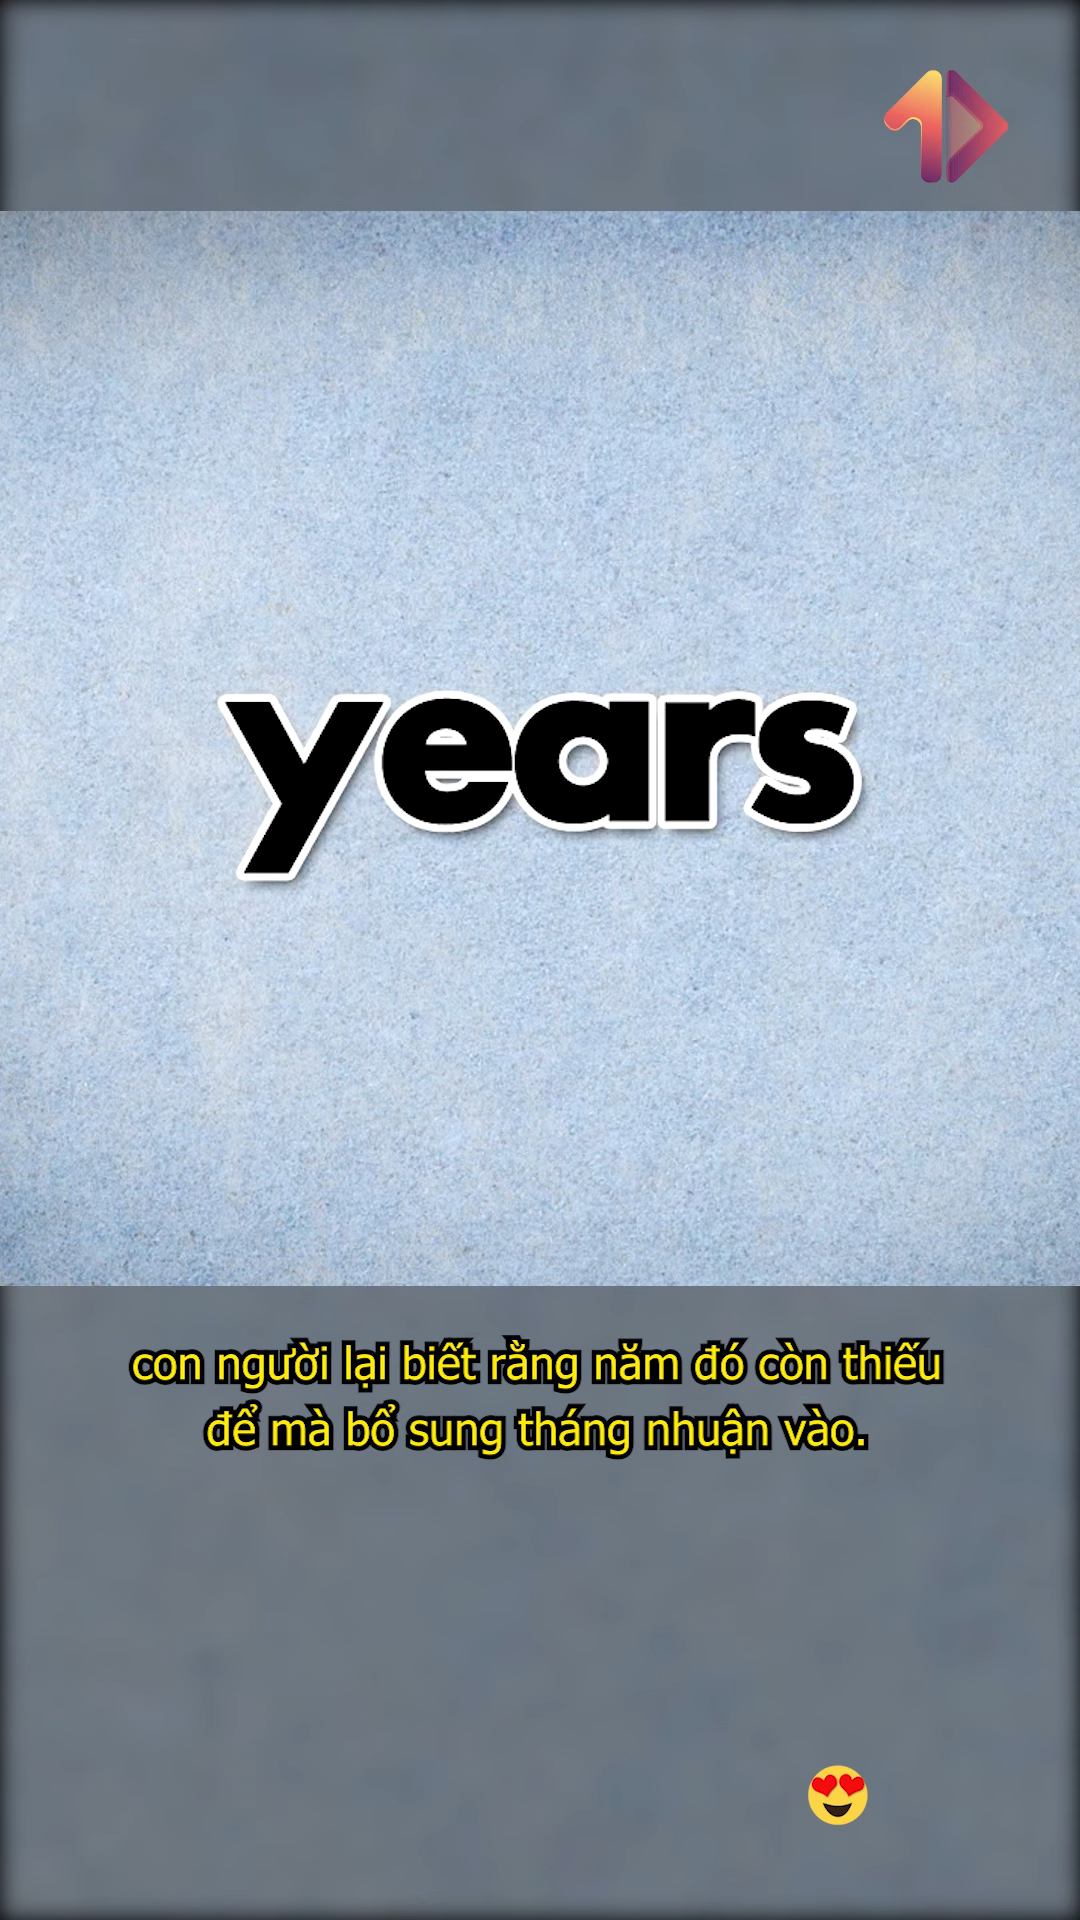 years
con người lại biết rằng năm đó còn thiếu
để mà bổ sung tháng nhuận vào.